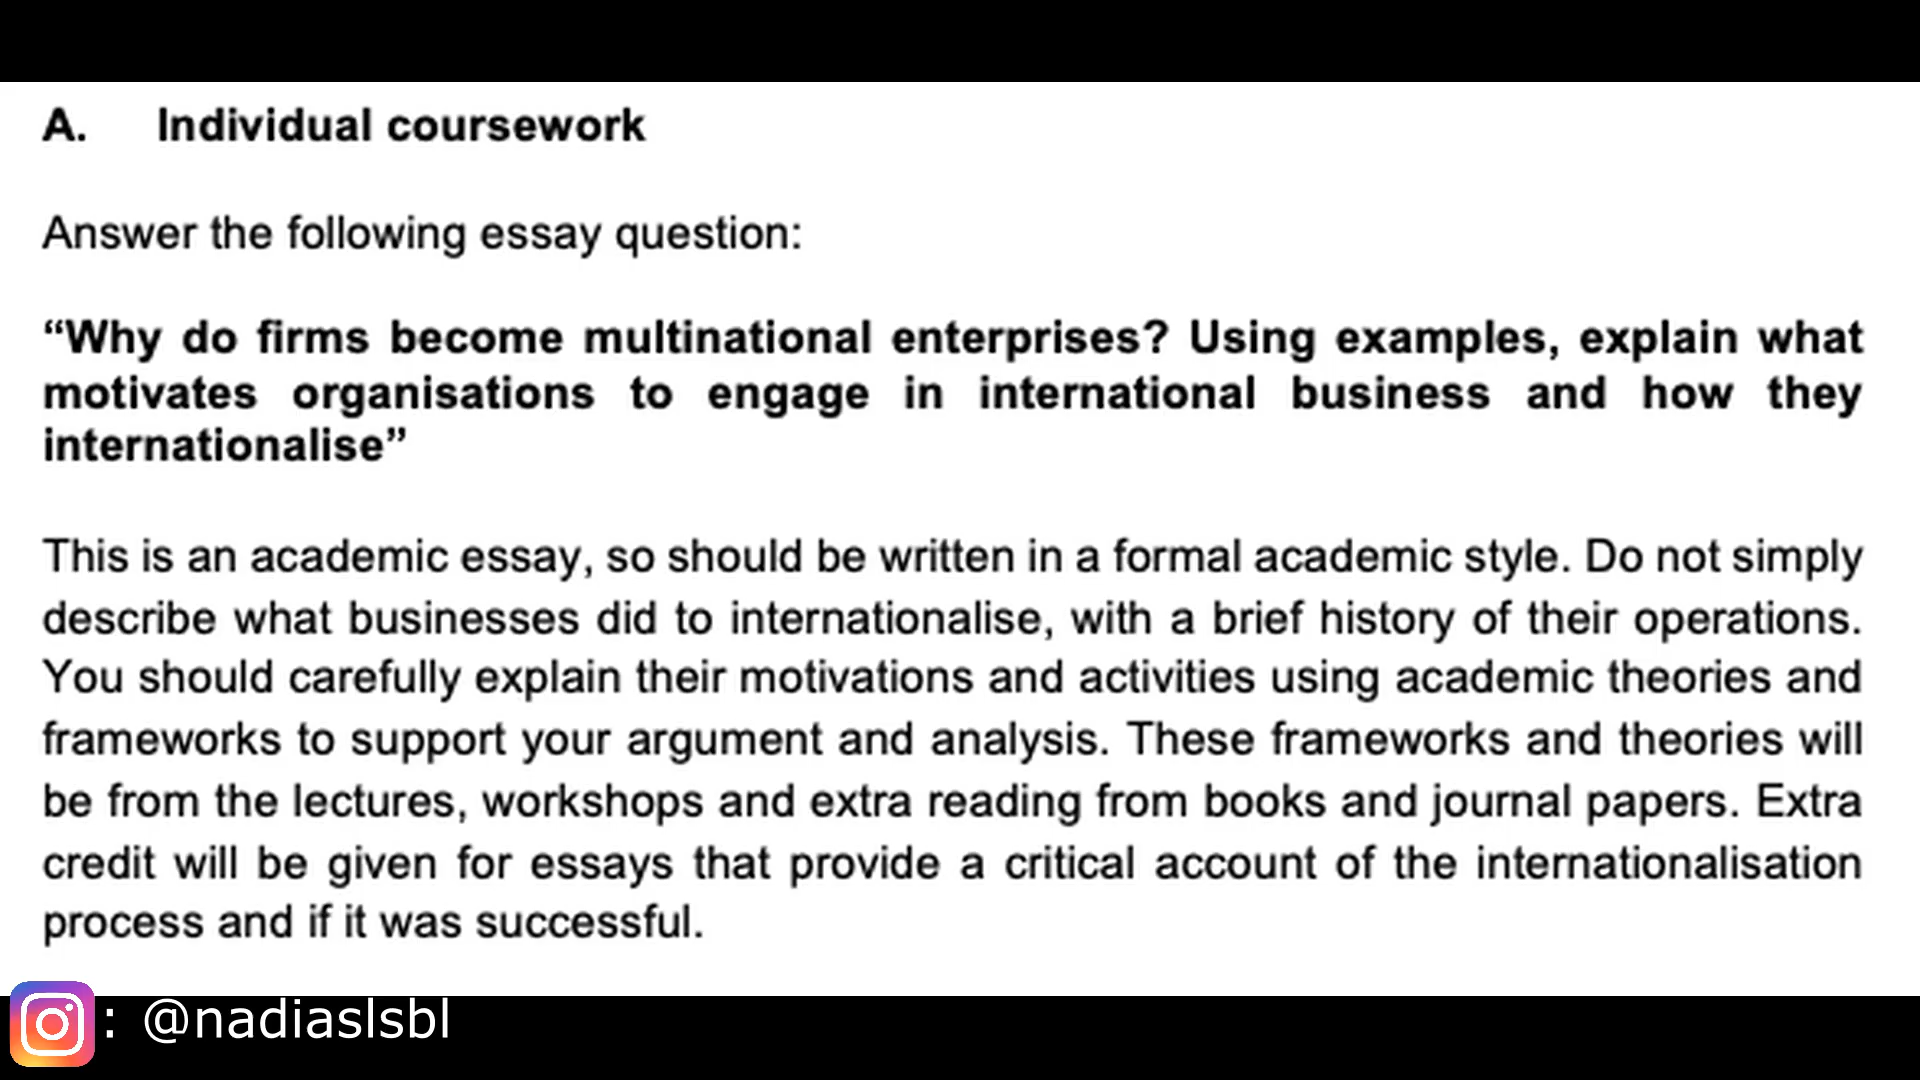 A. Individual coursework
Answer the following essay question:
“Why do firms become multinational enterprises? Using examples, explain what
motivates organisations to engage in international business and how they
internationalise”
This is an academic essay, so should be written in a formal academic style. Do not simply
describe what businesses did to internationalise, with a brief history of their operations.
You should carefully explain their motivations and activities using academic theories and
frameworks to support your argument and analysis. These frameworks and theories will
be from the lectures, workshops and extra reading from books and journal papers. Extra
credit will be given for essays that provide a critical account of the internationalisation
process and if it was successful.
: @nadiaslsbl